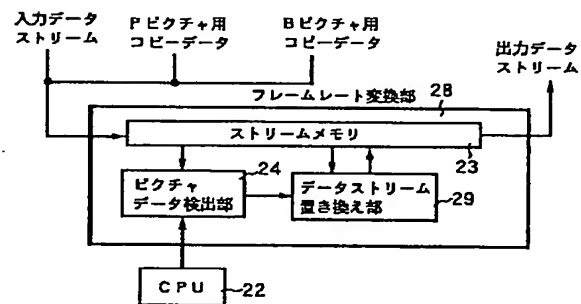 入力データ
ストリーム
Pピクチャ用
コピーデータ
Bピクチャ用
コピーデータ
出力データ
ストリーム
フレームレート変換部
28
ストリームメモリ
23
24
ピクチャ
データ検出部
データストリーム
置き換え部
29
CPU
22